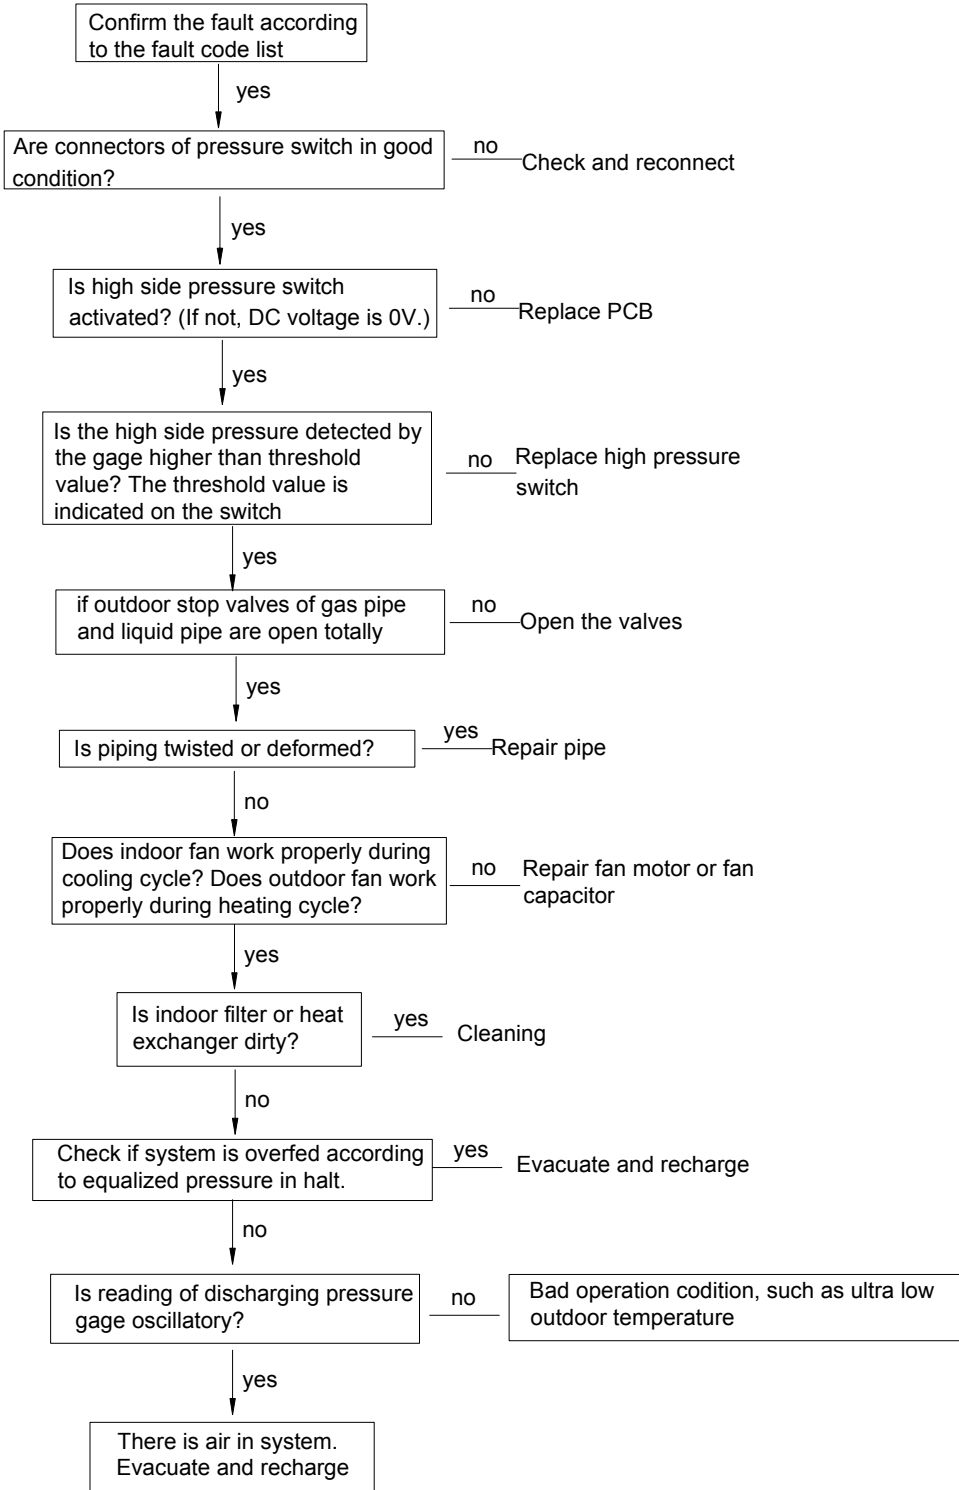 Confirm the fault according
to the fault code list
yes
Are connectors of pressure switch in good
condition?
no
Check and reconnect
yes
Is high side pressure switch
activated? (If not, DC voltage is 0V.)
no
Replace PCB
yes
Is the high side pressure detected by
the gage higher than threshold
value? The threshold value is
indicated on the switch
no
Replace high pressure
switch
yes
if outdoor stop valves of gas pipe
and liquid pipe are open totally
no
Open the valves
yes
Is piping twisted or deformed?
yes
Repair pipe
no
Does indoor fan work properly during
cooling cycle? Does outdoor fan work
properly during heating cycle?
no
Repair fan motor or fan
capacitor
yes
Is indoor filter or heat
exchanger dirty?
yes
Cleaning
no
Check if system is overfed according
to equalized pressure in halt.
yes
Evacuate and recharge
no
Is reading of discharging pressure
gage oscillatory?
no
Bad operation codition, such as ultra low
outdoor temperature
yes
There is air in system.
Evacuate and recharge